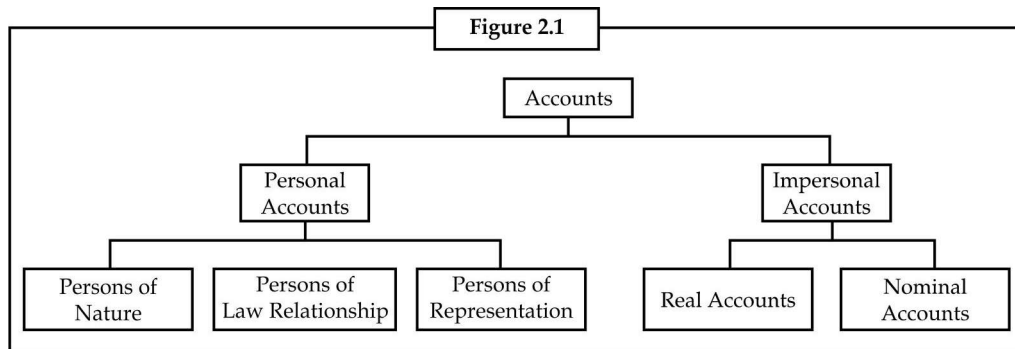 Figure 2.1
Accounts
Personal
Accounts
Impersonal
Accounts
Persons of
Nature
Persons of
Law Relationship
Persons of
Representation
Real Accounts
Nominal
Accounts